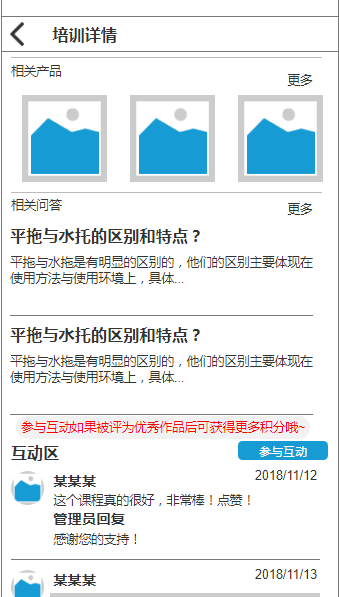 培训详情
相关产品
更多
相关问答
更多
平拖与水托的区别和特点？
平拖与水拖是有明显的区别的，他们的区别主要体现在
使用方法与使用环境上，具体...
平拖与水托的区别和特点？
平拖与水拖是有明显的区别的，他们的区别主要体现在
使用方法与使用环境上，具体...
参与互动如果被评为优秀作品后可获得更多积分哦~
互动区
参与互动
某某某
2018/11/12
这个课程真的很好，非常棒！点赞！
管理员回复
感谢您的支持！
某某某
2018/11/13